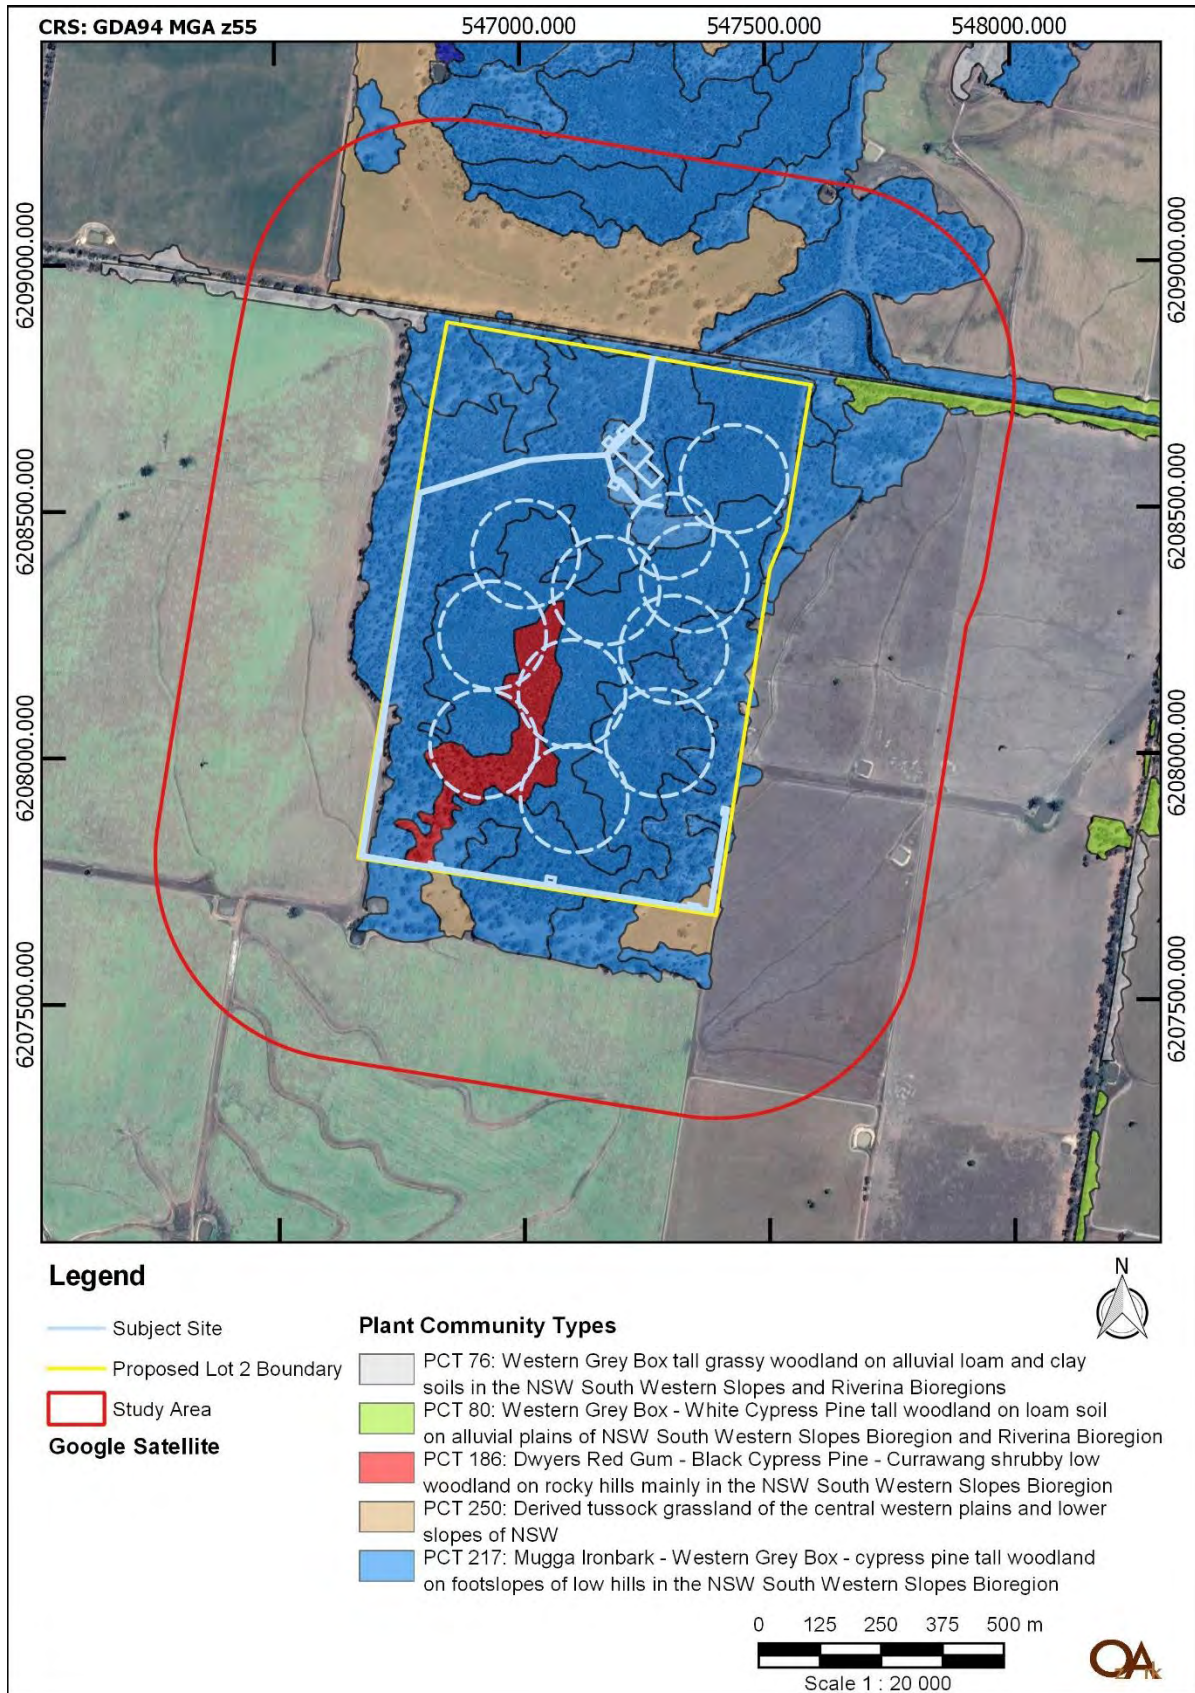 CRS: GDA94 MGA z55
547000.000
547500.000
548000.000
6209000.000
6209000.000
6208500.000
6208500.000
6208000.000
6208000.000
6207500.000
6207500.000
Legend
Subject Site
Proposed Lot 2 Boundary
Study Area
Google Satellite
Plant Community Types
PCT 76: Western Grey Box tall grassy woodland on alluvial loam and clay
soils in the NSW South Western Slopes and Riverina Bioregions
PCT 80: Western Grey Box - White Cypress Pine tall woodland on loam soil
on alluvial plains of NSW South Western Slopes Bioregion and Riverina Bioregion
PCT 186: Dwyers Red Gum - Black Cypress Pine - Currawang shrubby low
woodland on rocky hills mainly in the NSW South Western Slopes Bioregion
PCT 250: Derived tussock grassland of the central western plains and lower
slopes of NSW
PCT 217: Mugga Ironbark - Western Grey Box - cypress pine tall woodland
on footslopes of low hills in the NSW South Western Slopes Bioregion
N
0 125 250 375 500 m
Scale 1 : 20 000